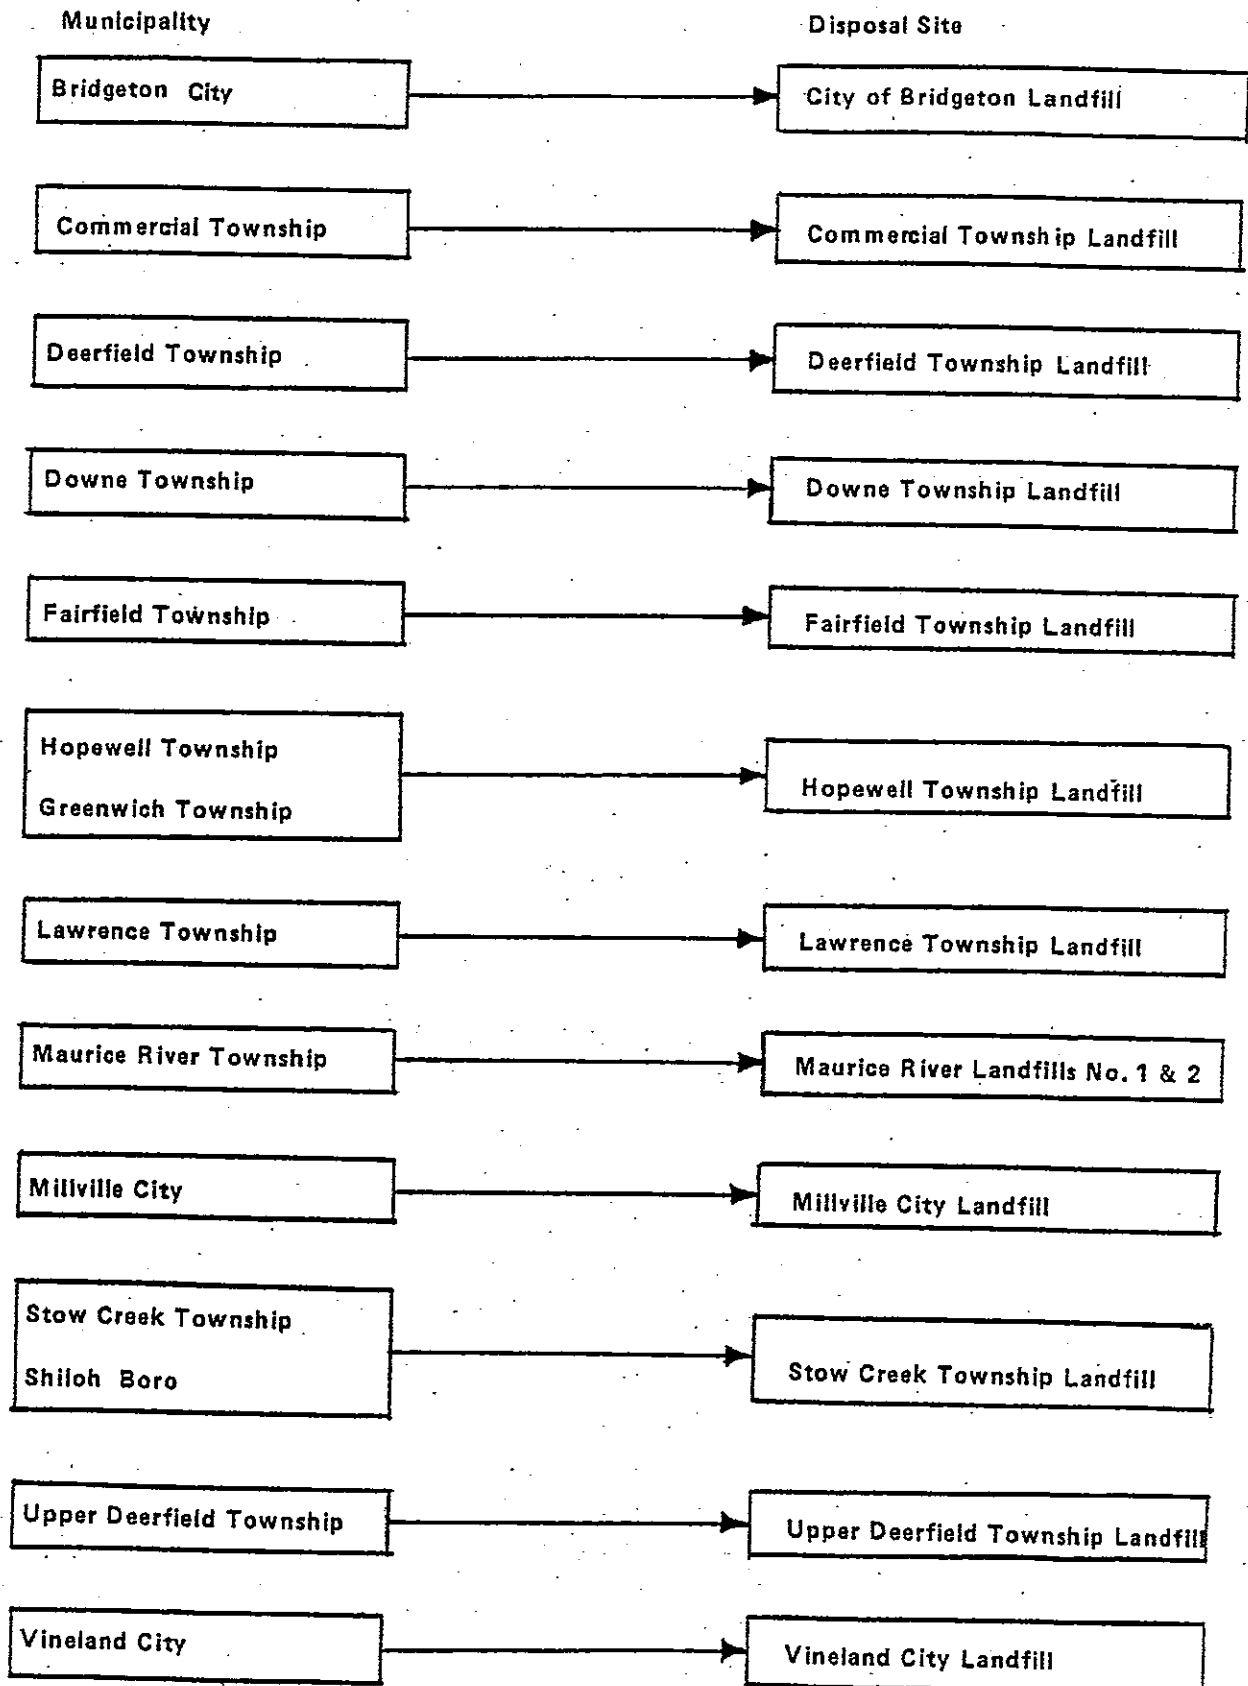 Municipality
Disposal Site
Bridgeton City
City of Bridgeton Landfill
Commercial Township
Commercial Township Landfill
Deerfield Township
Deerfield Township Landfill
Downe Township
Downe Township Landfill
Fairfield Township
Fairfield Township Landfill
Hopewell Township
Greenwich Township
Hopewell Township Landfill
Lawrence Township
Lawrence Township Landfill
Maurice River Township
Maurice River Landfills No. 1 & 2
Millville City
Millville City Landfill
Stow Creek Township
Shiloh Boro
Stow Creek Township Landfill
Upper Deerfield Township
Upper Deerfield Township Landfill
Vineland City
Vineland City Landfill